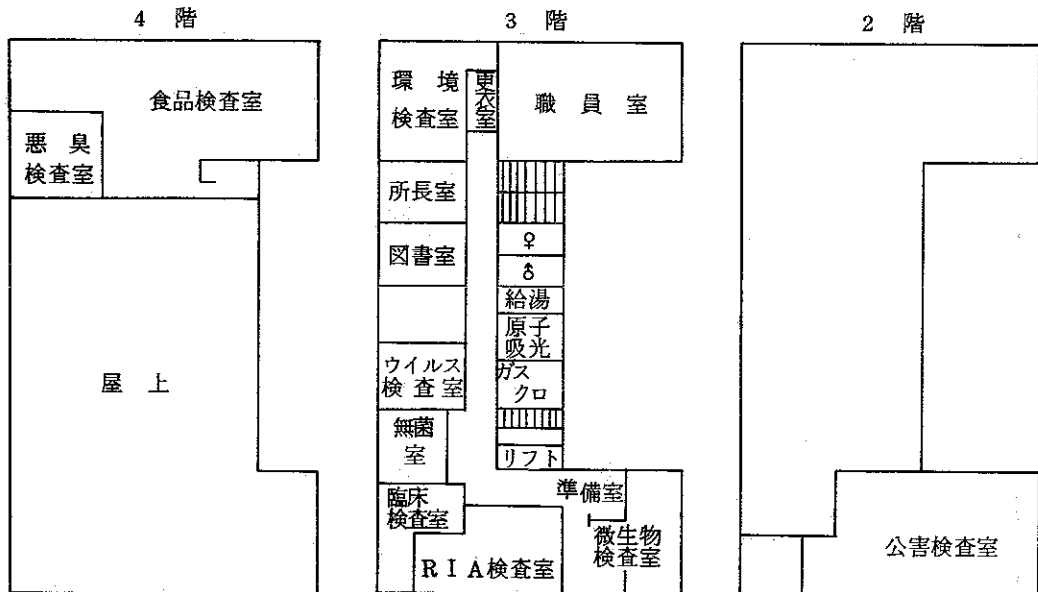 4 階
食品検査室
悪臭
検査室
屋上
3 階
環境
検査室
更衣室
職員室
所長室
図書室
♀
♂
給湯
原子
吸光
ガス
クロ
ウイルス
検査室
無菌
室
リフト
臨床
検査室
準備室
微生物
検査室
RIA検査室
2 階
公害検査室